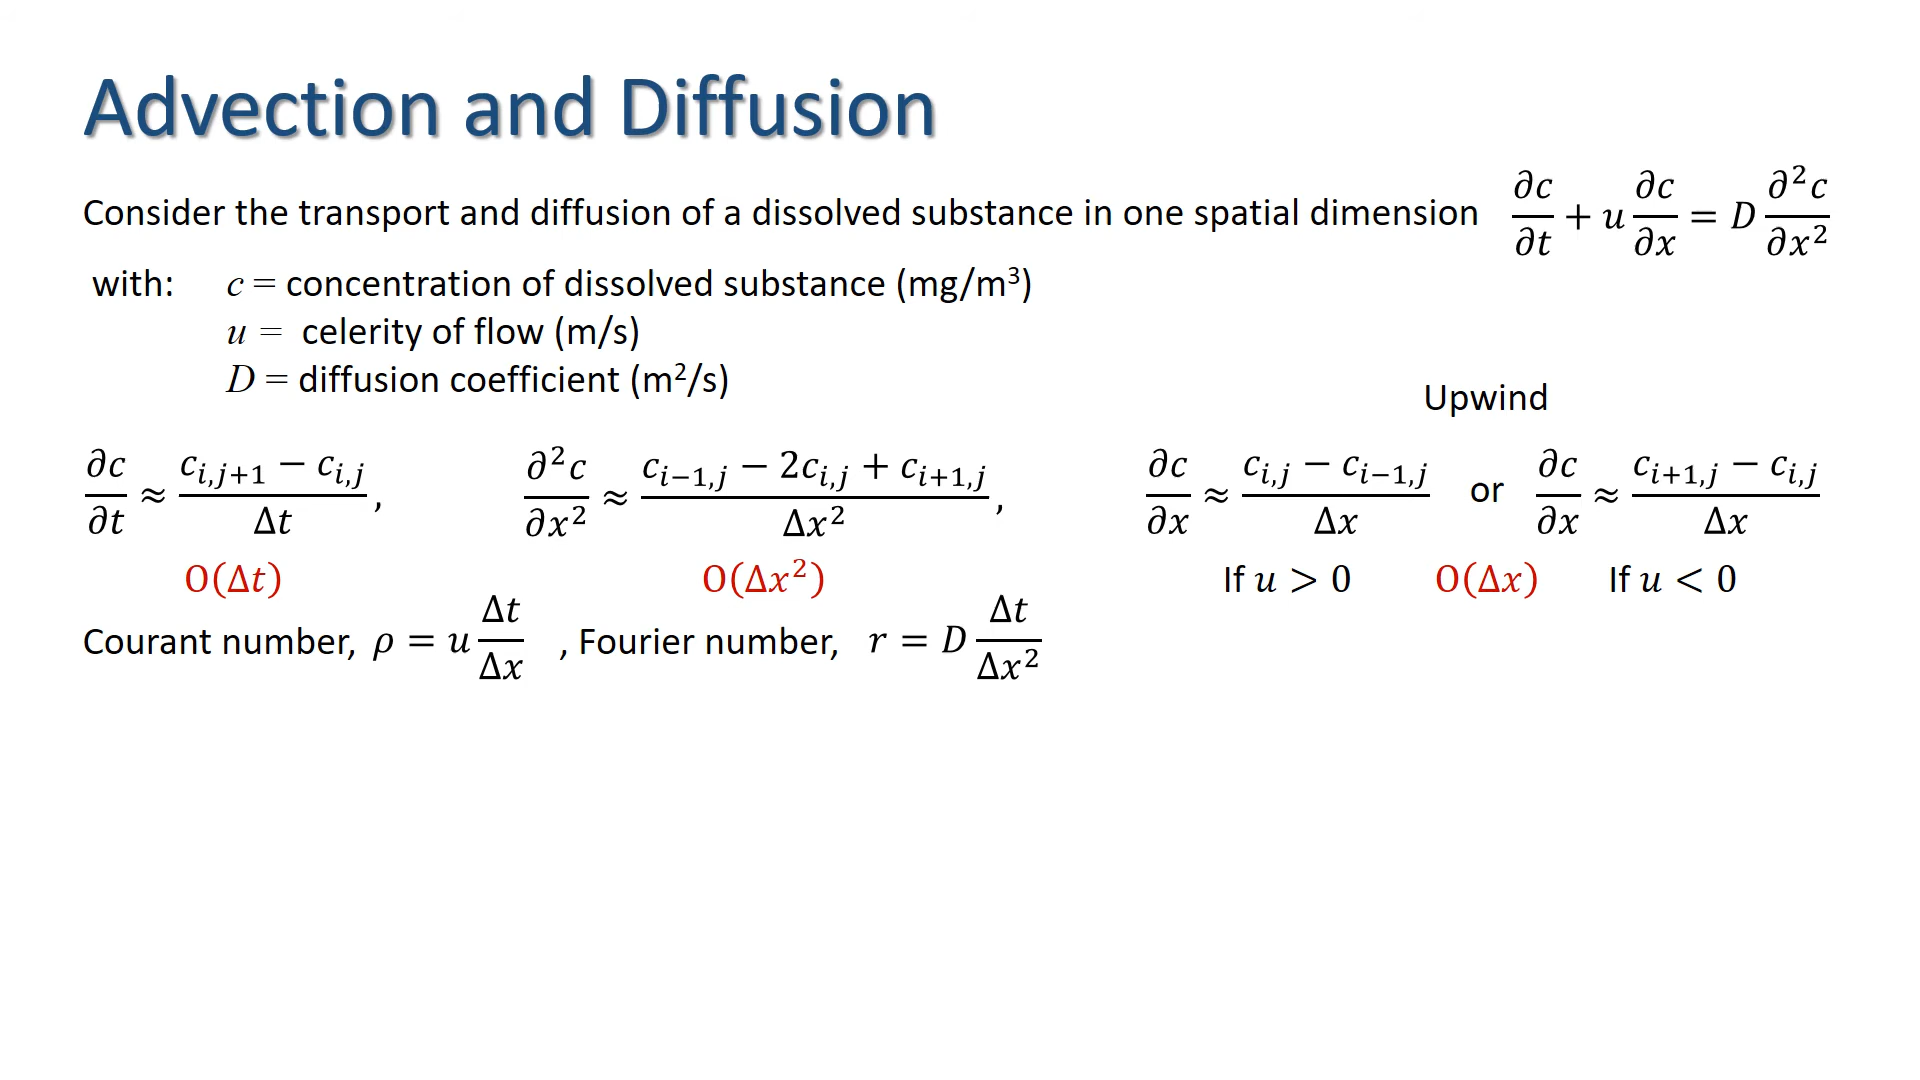 Advection and Diffusion
Consider the transport and diffusion of a dissolved substance in one spatial dimension ∂c/∂t + u ∂c/∂x = D ∂²c/∂x²
with: c = concentration of dissolved substance (mg/m³)
u = celerity of flow (m/s)
D = diffusion coefficient (m²/s)
Upwind
∂c/∂t ≈ (c_{i,j+1} − c_{i,j})/Δt, ∂²c/∂x² ≈ (c_{i−1,j} − 2c_{i,j} + c_{i+1,j})/Δx², ∂c/∂x ≈ (c_{i,j} − c_{i−1,j})/Δx or ∂c/∂x ≈ (c_{i+1,j} − c_{i,j})/Δx
O(Δt) O(Δx²) If u > 0 O(Δx) If u < 0
Courant number, ρ = u Δt/Δx , Fourier number, r = D Δt/Δx²